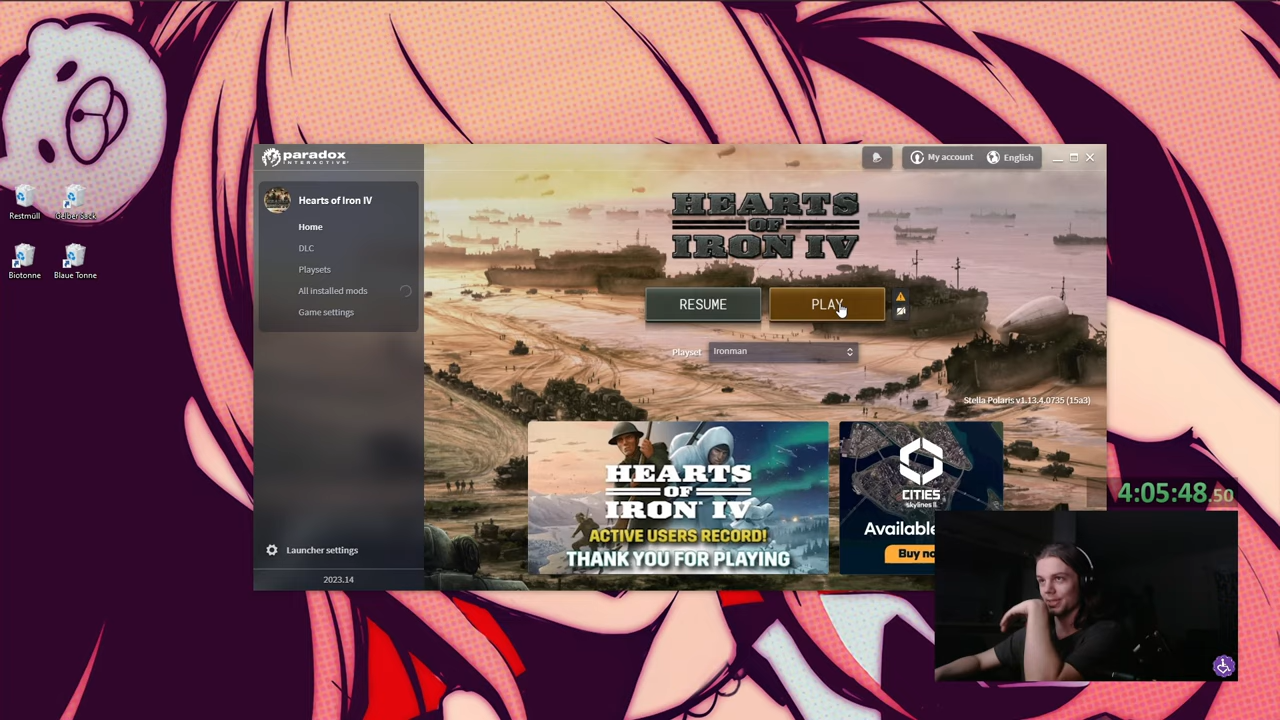 Restmüll
Gelber Sack
Biotonne
Blaue Tonne
paradox
INTERACTIVE
Hearts of Iron IV
Home
DLC
Playsets
All installed mods
Game settings
Launcher settings
2023.14
My account
English
HEARTS
OF
IRON IV
RESUME
PLAY
Playset
Ironman
Stella Polaris v1.13.4.0735 (15a3)
HEARTS
OF
IRON IV
ACTIVE USERS RECORD!
THANK YOU FOR PLAYING
CITIES
skylines II
Available
Buy no
4:05:48.50